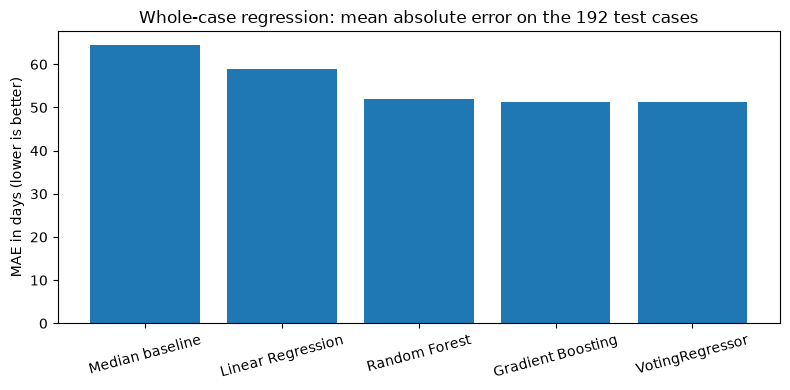 Whole-case regression: mean absolute error on the 192 test cases
MAE in days (lower is better)
60
50
40
30
20
10
0
Median baseline
Linear Regression
Random Forest
Gradient Boosting
VotingRegressor